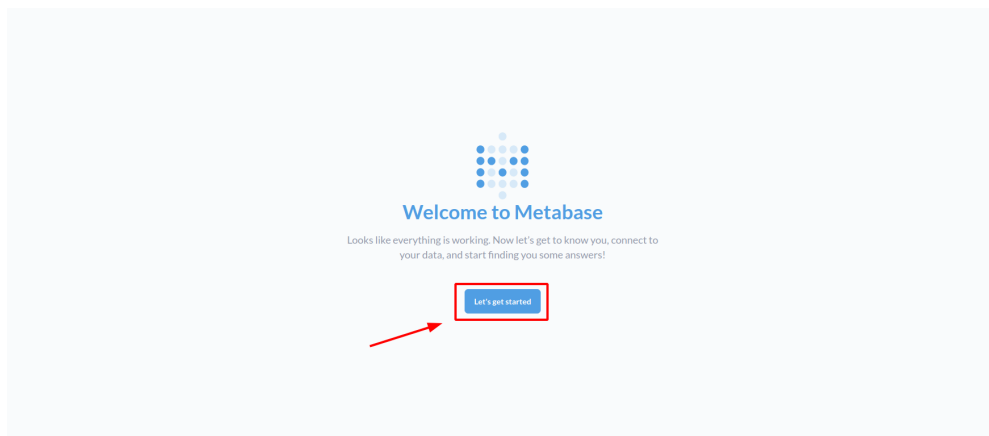 Welcome to Metabase
Looks like everything is working. Now let's get to know you, connect to
your data, and start finding you some answers!
Let's get started